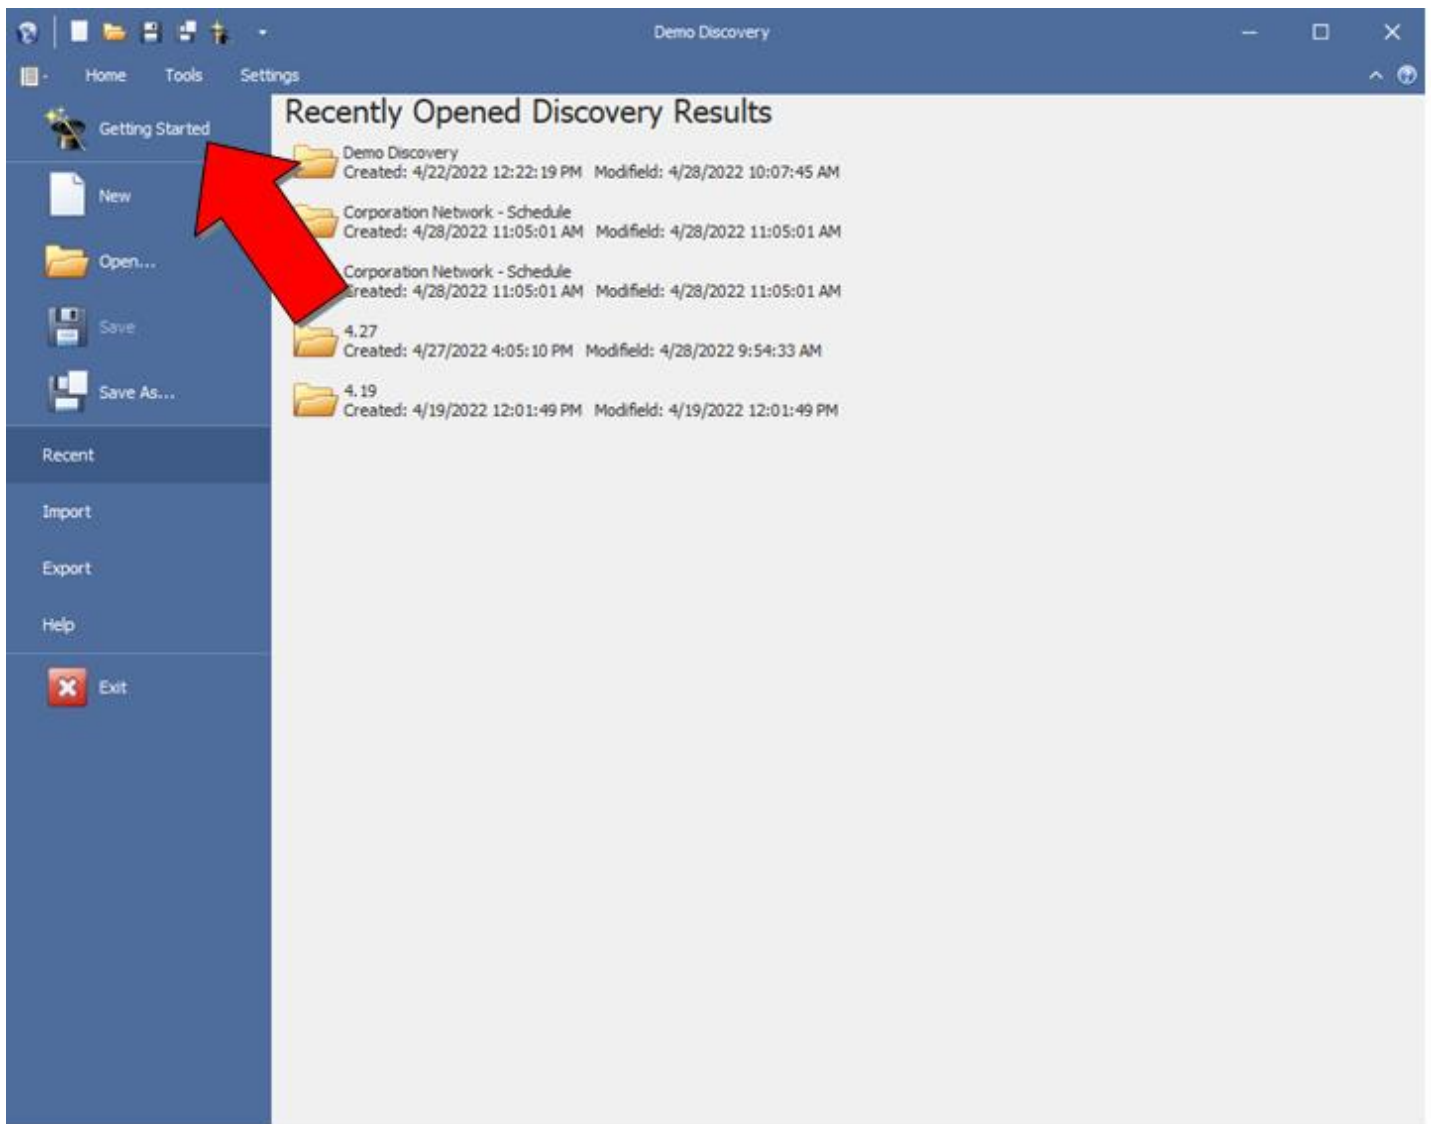 Demo Discovery
Home Tools Settings
Getting Started
New
Open...
Save
Save As...
Recent
Import
Export
Help
Exit
Recently Opened Discovery Results
Demo Discovery
Created: 4/22/2022 12:22:19 PM Modifield: 4/28/2022 10:07:45 AM
Corporation Network - Schedule
Created: 4/28/2022 11:05:01 AM Modifield: 4/28/2022 11:05:01 AM
Corporation Network - Schedule
Created: 4/28/2022 11:05:01 AM Modifield: 4/28/2022 11:05:01 AM
4.27
Created: 4/27/2022 4:05:10 PM Modifield: 4/28/2022 9:54:33 AM
4.19
Created: 4/19/2022 12:01:49 PM Modifield: 4/19/2022 12:01:49 PM